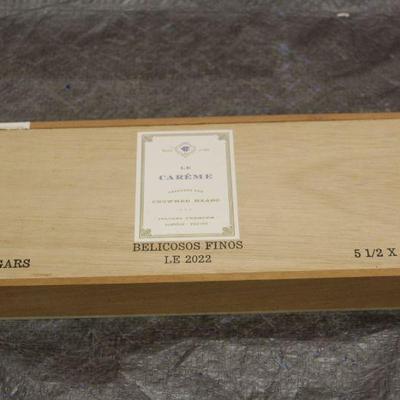 LE
CARÊME
CROWNED HEADS
BELICOSOS FINOS
LE 2022
GARS
5 1/2 X